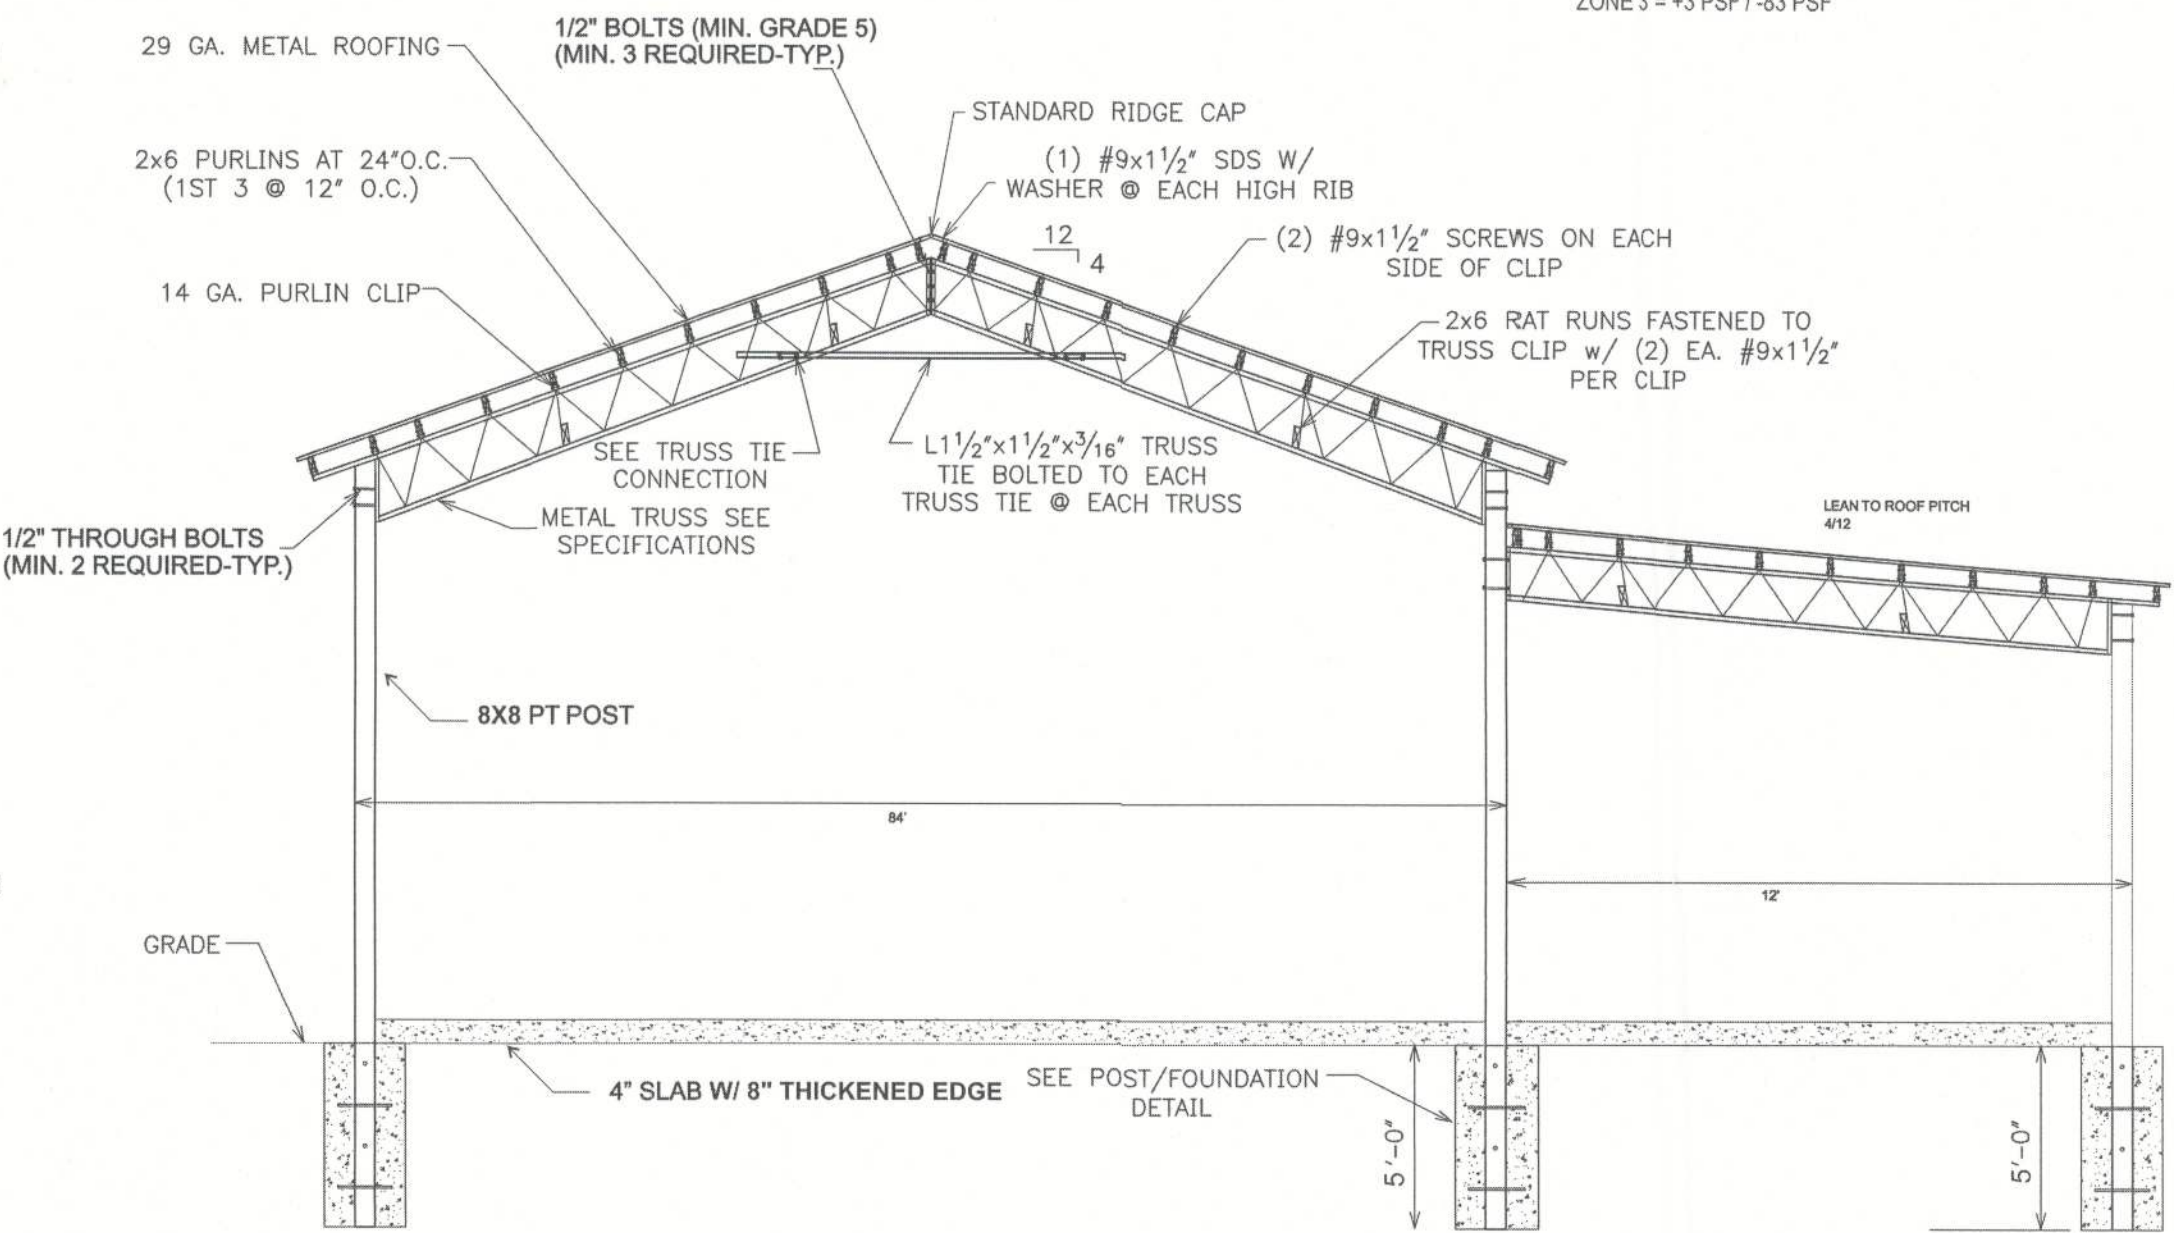 ZONE 3 = +3 PSF / -83 PSF
1/2" BOLTS (MIN. GRADE 5)
(MIN. 3 REQUIRED-TYP.)
29 GA. METAL ROOFING
STANDARD RIDGE CAP
(1) #9x1½" SDS W/
WASHER @ EACH HIGH RIB
2x6 PURLINS AT 24"O.C.
(1ST 3 @ 12" O.C.)
12
4
(2) #9x1½" SCREWS ON EACH
SIDE OF CLIP
14 GA. PURLIN CLIP
2x6 RAT RUNS FASTENED TO
TRUSS CLIP w/ (2) EA. #9x1½"
PER CLIP
SEE TRUSS TIE
CONNECTION
L1½"x1½"x3/16" TRUSS
TIE BOLTED TO EACH
TRUSS TIE @ EACH TRUSS
METAL TRUSS SEE
SPECIFICATIONS
LEAN TO ROOF PITCH
4/12
1/2" THROUGH BOLTS
(MIN. 2 REQUIRED-TYP.)
8X8 PT POST
84'
12'
GRADE
4" SLAB W/ 8" THICKENED EDGE
SEE POST/FOUNDATION
DETAIL
5'-0"
5'-0"